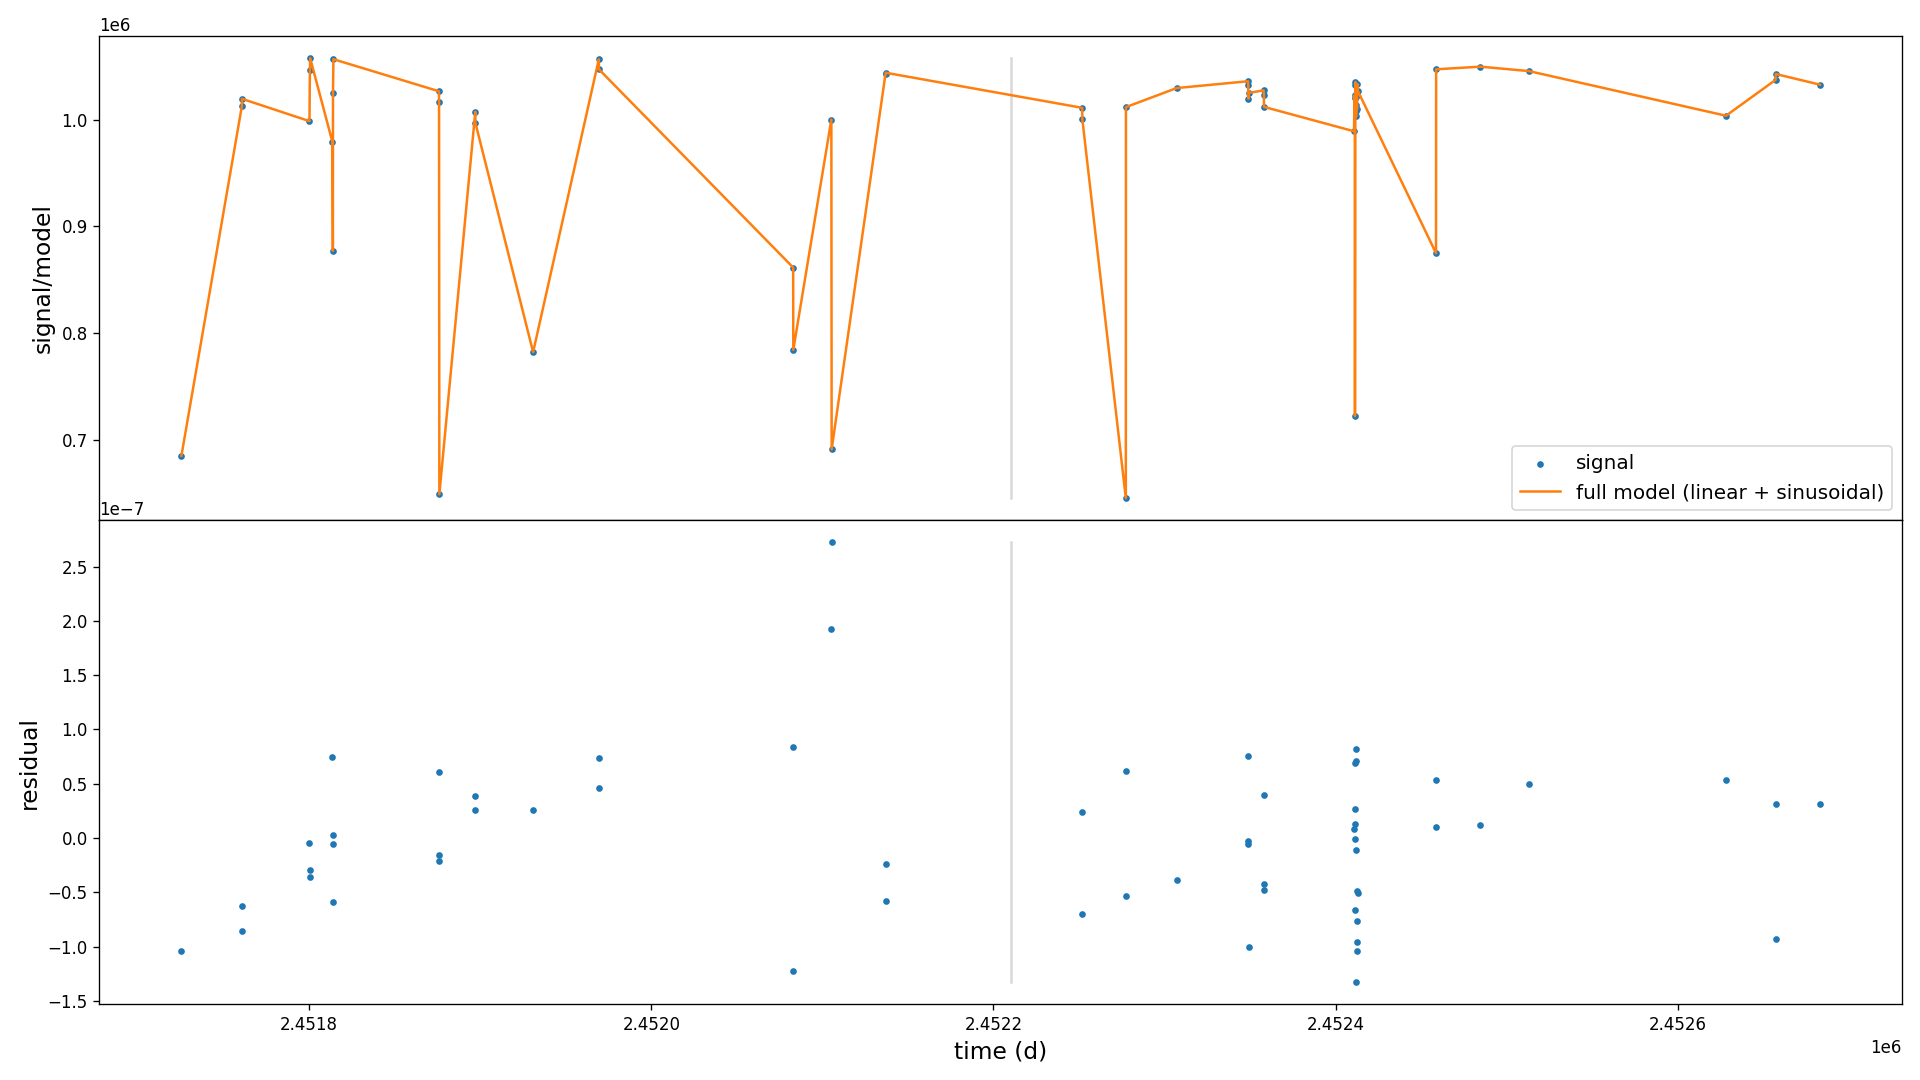 1e6
1.0
0.9
0.8
0.7
signal/model
signal
full model (linear + sinusoidal)
1e−7
2.5
2.0
1.5
1.0
0.5
0.0
−0.5
−1.0
−1.5
residual
2.4518 2.4520 2.4522 2.4524 2.4526
time (d)
1e6